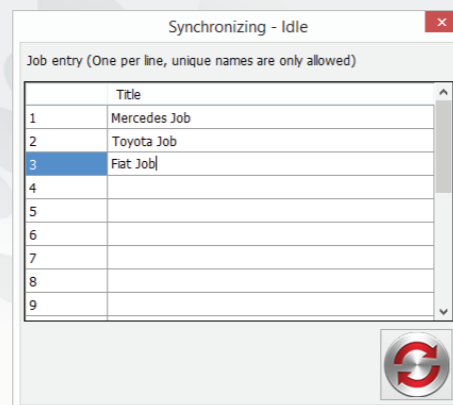 Synchronizing - Idle
Job entry (One per line, unique names are only allowed)
Title
1 Mercedes Job
2 Toyota Job
3 Fiat Job
4
5
6
7
8
9